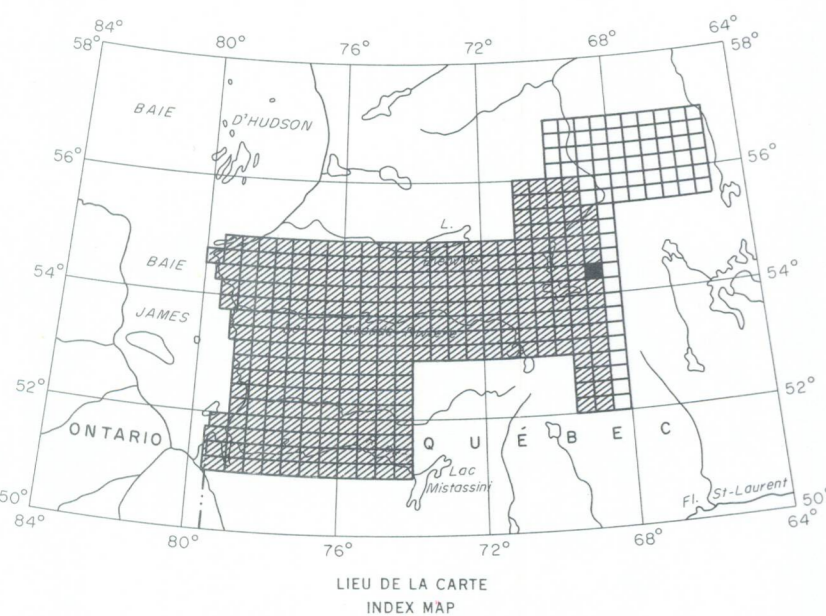 84°
80°
76°
72°
68°
64°
58°
58°
BAIE
D'HUDSON
56°
56°
L.
BAIE
54°
54°
JAMES
52°
52°
ONTARIO
QUÉBEC
Lac
Mistassini
Fl. St-Laurent
50°
50°
84°
80°
76°
72°
68°
64°
LIEU DE LA CARTE
INDEX MAP